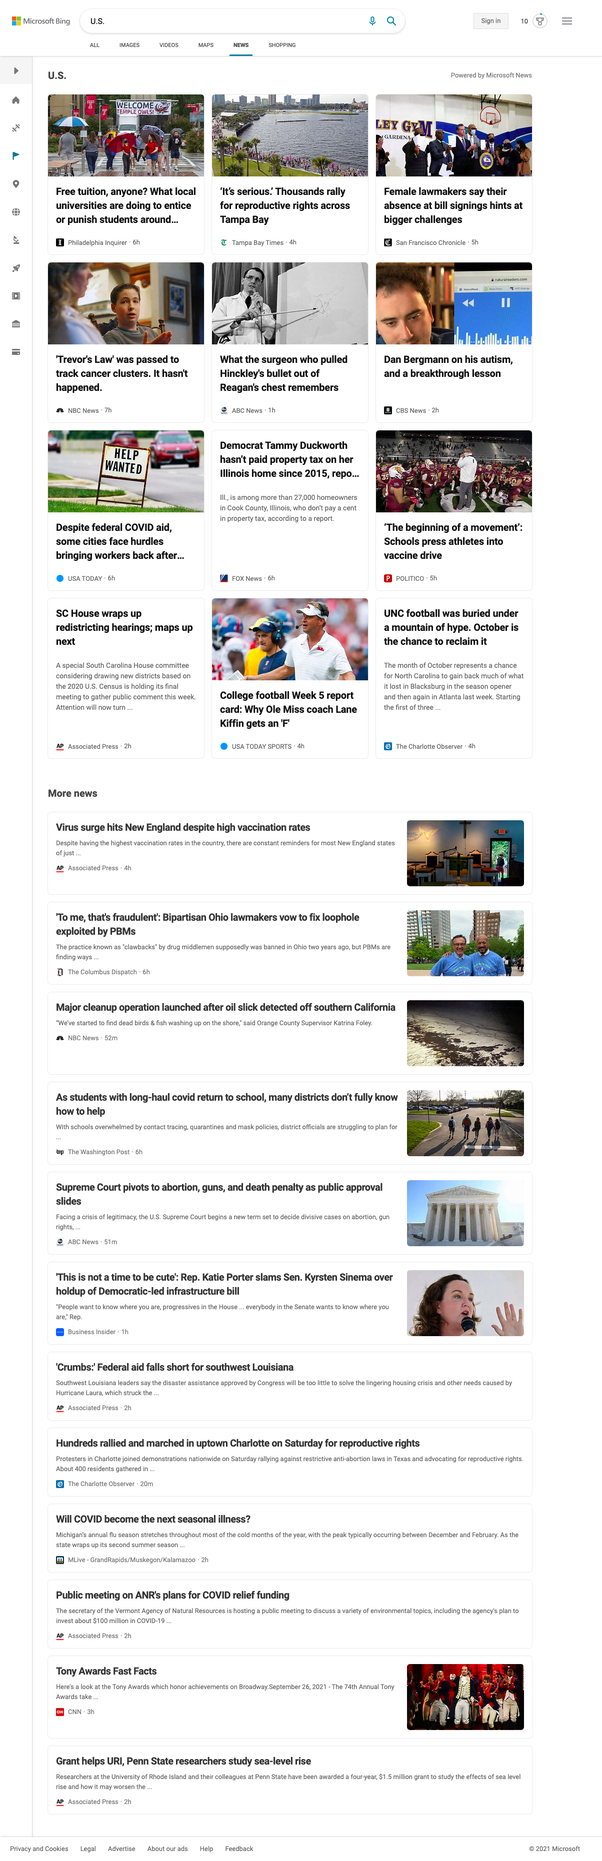 Microsoft Bing
U.S.
Sign in
10
ALL
IMAGES
VIDEOS
MAPS
NEWS
SHOPPING
U.S.
Powered by Microsoft News
WELCOME
TEMPLE OWLS!
LEY GYM
GARDENA
Free tuition, anyone? What local
universities are doing to entice
or punish students around...
Philadelphia Inquirer · 6h
'It's serious.' Thousands rally
for reproductive rights across
Tampa Bay
Tampa Bay Times · 4h
Female lawmakers say their
absence at bill signings hints at
bigger challenges
San Francisco Chronicle · 5h
'Trevor's Law' was passed to
track cancer clusters. It hasn't
happened.
NBC News · 7h
What the surgeon who pulled
Hinckley's bullet out of
Reagan's chest remembers
ABC News · 1h
Dan Bergmann on his autism,
and a breakthrough lesson
CBS News · 2h
HELP
WANTED
Despite federal COVID aid,
some cities face hurdles
bringing workers back after...
USA TODAY · 6h
Democrat Tammy Duckworth
hasn't paid property tax on her
Illinois home since 2015, repo...
Ill., is among more than 27,000 homeowners
in Cook County, Illinois, who don't pay a cent
in property tax, according to a report.
FOX News · 6h
'The beginning of a movement':
Schools press athletes into
vaccine drive
POLITICO · 5h
SC House wraps up
redistricting hearings; maps up
next
A special South Carolina House committee
considering drawing new districts based on
the 2020 U.S. Census is holding its final
meeting to gather public comment this week.
Attention will now turn ...
AP Associated Press · 2h
College football Week 5 report
card: Why Ole Miss coach Lane
Kiffin gets an 'F'
USA TODAY SPORTS · 4h
UNC football was buried under
a mountain of hype. October is
the chance to reclaim it
The month of October represents a chance
for North Carolina to gain back much of what
it lost in Blacksburg in the season opener
and then again in Atlanta last week. Starting
the first of three ...
The Charlotte Observer · 4h
More news
Virus surge hits New England despite high vaccination rates
Despite having the highest vaccination rates in the country, there are constant reminders for most New England states
of just ...
AP Associated Press · 4h
'To me, that's fraudulent': Bipartisan Ohio lawmakers vow to fix loophole
exploited by PBMs
The practice known as "clawbacks" by drug middlemen supposedly was banned in Ohio two years ago, but PBMs are
finding ways ...
The Columbus Dispatch · 6h
Major cleanup operation launched after oil slick detected off southern California
"We've started to find dead birds & fish washing up on the shore," said Orange County Supervisor Katrina Foley.
NBC News · 52m
As students with long-haul covid return to school, many districts don't fully know
how to help
With schools overwhelmed by contact tracing, quarantines and mask policies, district officials are struggling to plan for
...
The Washington Post · 6h
Supreme Court pivots to abortion, guns, and death penalty as public approval
slides
Facing a crisis of legitimacy, the U.S. Supreme Court begins a new term set to decide divisive cases on abortion, gun
rights, ...
ABC News · 51m
'This is not a time to be cute': Rep. Katie Porter slams Sen. Kyrsten Sinema over
holdup of Democratic-led infrastructure bill
"People want to know where you are, progressives in the House ... everybody in the Senate wants to know where you
are," Rep.
Business Insider · 1h
'Crumbs:' Federal aid falls short for southwest Louisiana
Southwest Louisiana leaders say the disaster assistance approved by Congress will be too little to solve the lingering housing crisis and other needs caused by
Hurricane Laura, which struck the ...
AP Associated Press · 2h
Hundreds rallied and marched in uptown Charlotte on Saturday for reproductive rights
Protesters in Charlotte joined demonstrations nationwide on Saturday rallying against restrictive anti-abortion laws in Texas and advocating for reproductive rights.
About 400 residents gathered in ...
The Charlotte Observer · 20m
Will COVID become the next seasonal illness?
Michigan's annual flu season stretches throughout most of the cold months of the year, with the peak typically occurring between December and February. As the
state wraps up its second summer season ...
MLive - GrandRapids/Muskegon/Kalamazoo · 2h
Public meeting on ANR's plans for COVID relief funding
The secretary of the Vermont Agency of Natural Resources is hosting a public meeting to discuss a variety of environmental topics, including the agency's plan to
invest about $100 million in COVID-19 ...
AP Associated Press · 2h
Tony Awards Fast Facts
Here's a look at the Tony Awards which honor achievements on Broadway.September 26, 2021 - The 74th Annual Tony
Awards take ...
CNN · 3h
Grant helps URI, Penn State researchers study sea-level rise
Researchers at the University of Rhode Island and their colleagues at Penn State have been awarded a four-year, $1.5 million grant to study the effects of sea level
rise and how it may worsen the ...
AP Associated Press · 2h
Privacy and Cookies
Legal
Advertise
About our ads
Help
Feedback
© 2021 Microsoft